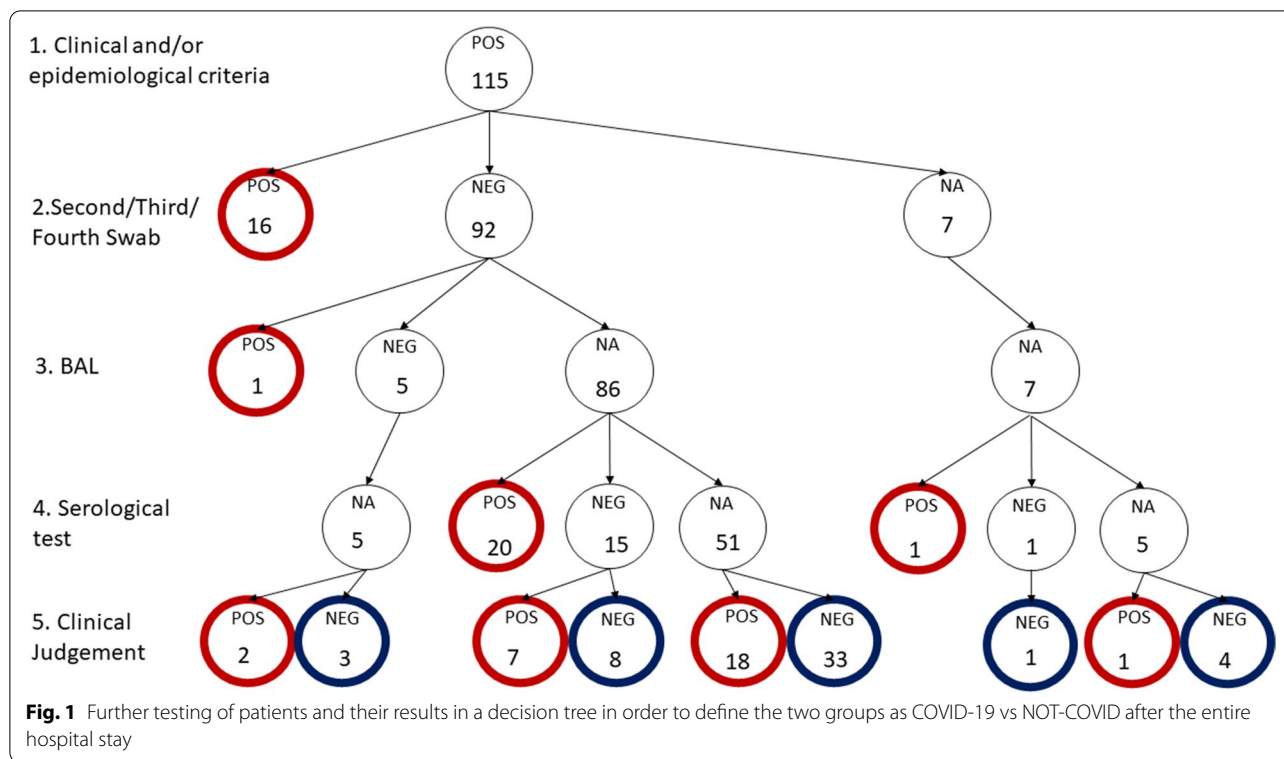 1. Clinical and/or
epidemiological criteria
POS
115
2.Second/Third/
Fourth Swab
POS
16
NEG
92
NA
7
3. BAL
POS
1
NEG
5
NA
86
NA
7
4. Serological
test
NA
5
POS
20
NEG
15
NA
51
POS
1
NEG
1
NA
5
5. Clinical
Judgement
POS
2
NEG
3
POS
7
NEG
8
POS
18
NEG
33
NEG
1
POS
1
NEG
4
Fig. 1 Further testing of patients and their results in a decision tree in order to define the two groups as COVID-19 vs NOT-COVID after the entire
hospital stay